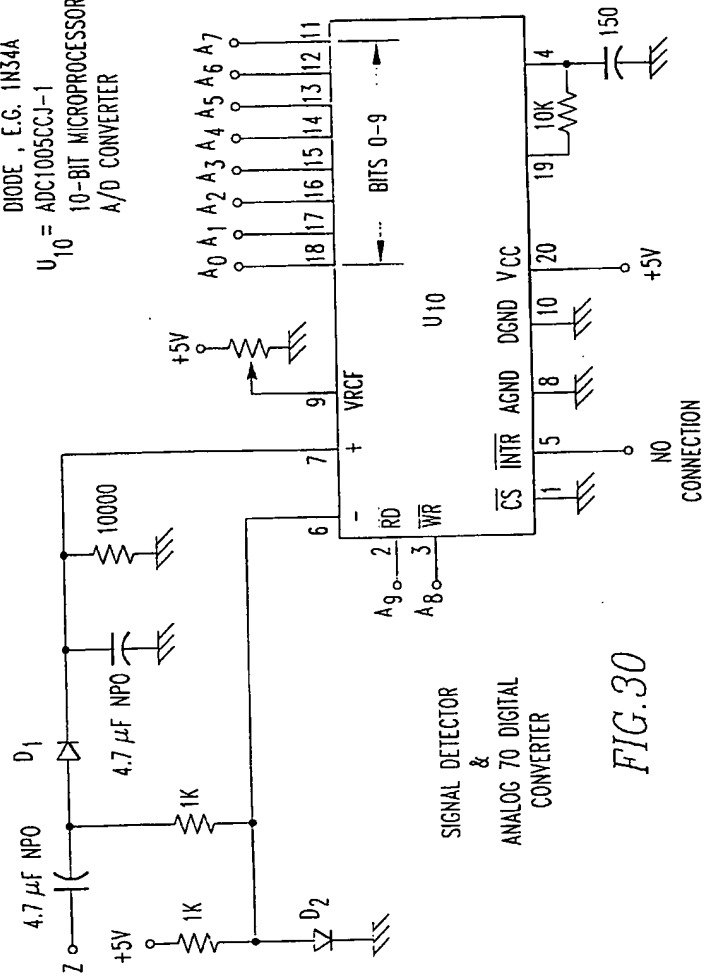 DIODE , E.G. 1N34A
U10 = ADC1005CCJ-1
10-BIT MICROPROCESSOR
A/D CONVERTER
A0 A1 A2 A3 A4 A5 A6 A7
18 17 16 15 14 13 12 11
BITS 0-9
+5V
9
VRCF
7
+
6
-
2
RD
3
WR
A9
A8
U10
CS
1
INTR
5
AGND
8
DGND
10
VCC
20
19
10K
4
150
+5V
NO
CONNECTION
D1
4.7 µF NPO
4.7 µF NPO
10000
1K
1K
+5V
Z
D2
SIGNAL DETECTOR
&
ANALOG 70 DIGITAL
CONVERTER
FIG.30